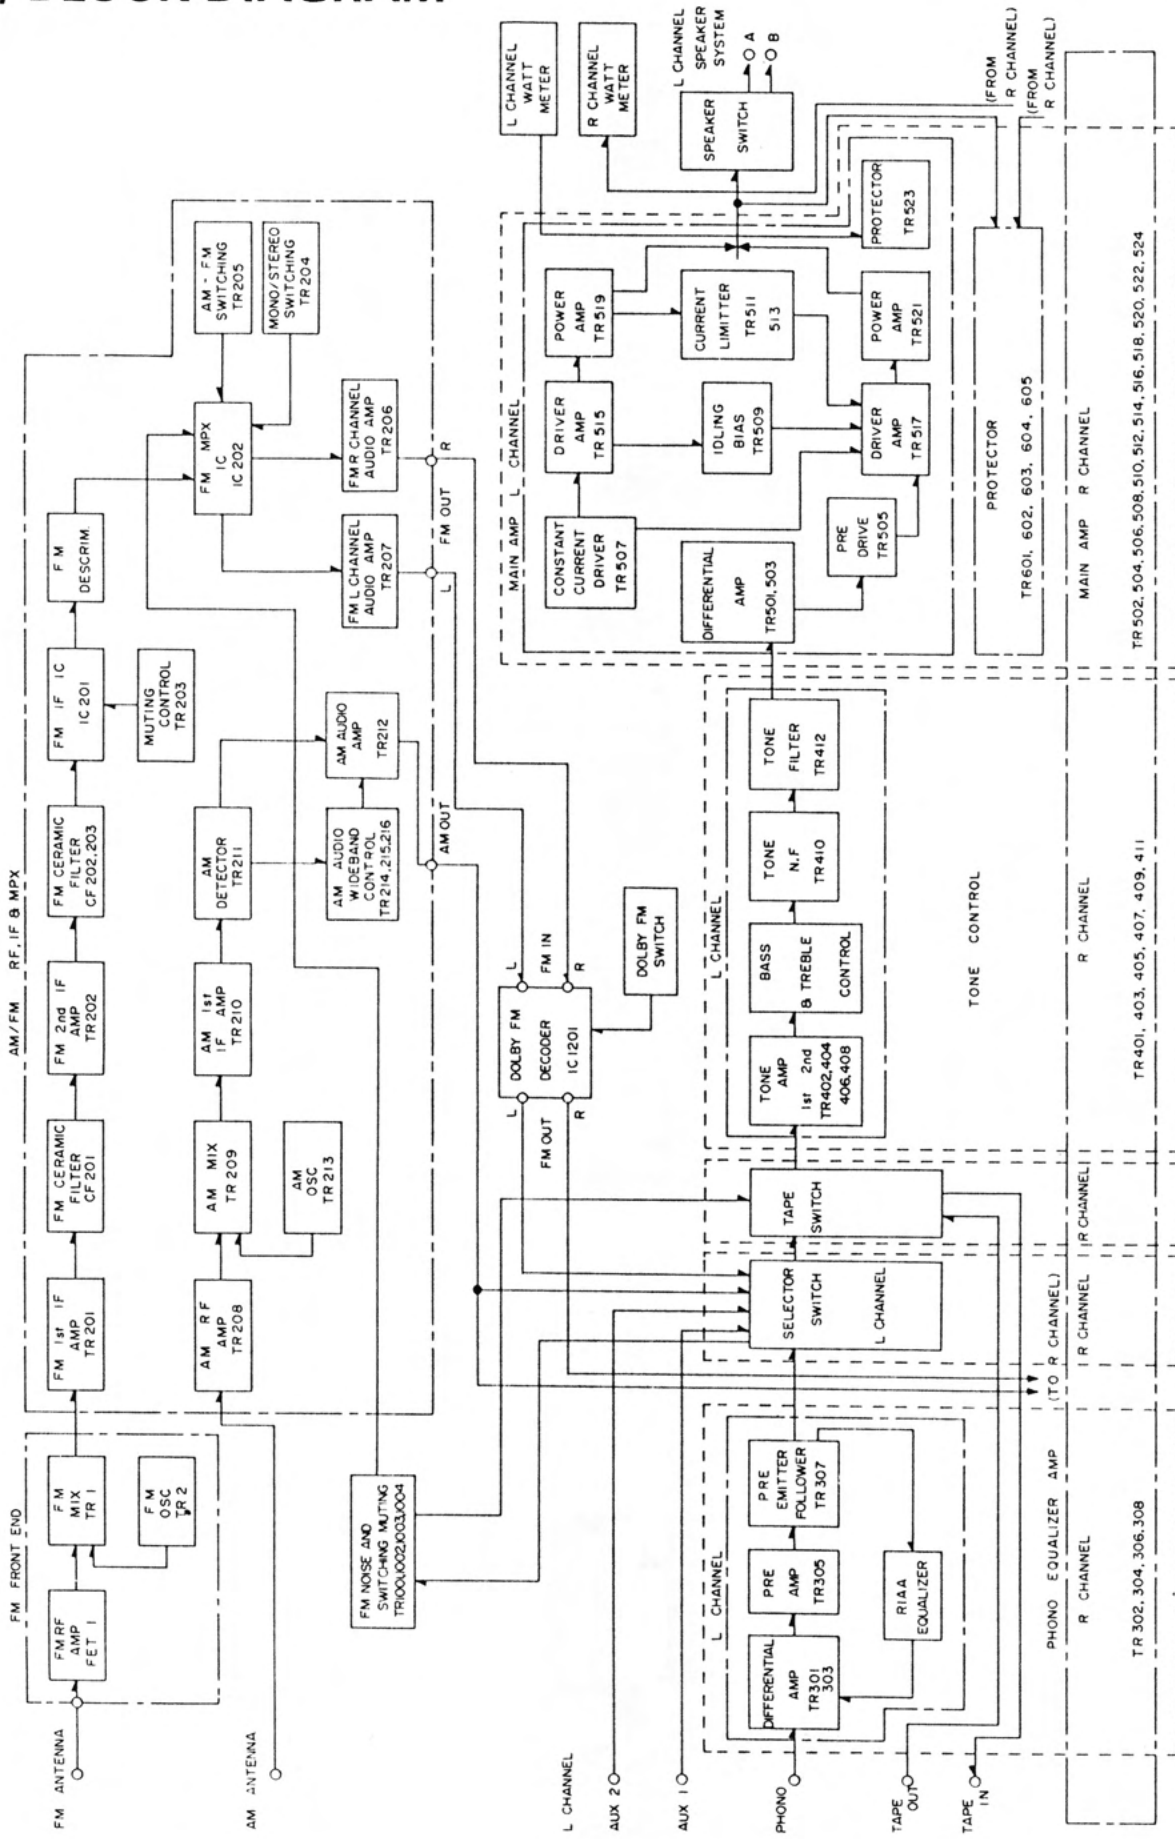 BLOCK DIAGRAM
FM ANTENNA
AM ANTENNA
FM FRONT END
FM RF
AMP
FET 1
FM
MIX
TR 1
FM
OSC
TR 2
AM/FM RF, IF & MPX
FM 1st IF
AMP
TR201
FM CERAMIC
FILTER
CF201
FM 2nd IF
AMP
TR202
FM CERAMIC
FILTER
CF202,203
FM IF IC
IC201
MUTING
CONTROL
TR203
FM
DESCRIM.
FM MPX
IC
IC202
AM - FM
SWITCHING
TR205
MONO/STEREO
SWITCHING
TR204
FM R CHANNEL
AUDIO AMP
TR206
FM L CHANNEL
AUDIO AMP
TR207
L FM OUT R
AM RF
AMP
TR208
AM MIX
TR209
AM
OSC
TR213
AM 1st
IF AMP
TR210
AM
DETECTOR
TR211
AM AUDIO
AMP
TR212
AM AUDIO
WIDEBAND
CONTROL
TR214,215,216
AM OUT
FM NOISE AND
SWITCHING MUTING
TR1001,1002,1003,1004
L
DOLBY FM
DECODER
IC1201
L
FM OUT
R
FM IN
R
DOLBY FM
SWITCH
L CHANNEL
AUX 2
AUX 1
PHONO
TAPE
OUT
TAPE
IN
L CHANNEL
DIFFERENTIAL
AMP
TR301
303
PRE
AMP
TR305
PRE
EMITTER
FOLLOWER
TR307
RIAA
EQUALIZER
PHONO EQUALIZER AMP
R CHANNEL
TR302,304,306,308
(TO R CHANNEL)
SELECTOR
SWITCH
L CHANNEL
R CHANNEL
TAPE
SWITCH
R CHANNEL
L CHANNEL
TONE
AMP
1st 2nd
TR402,404
406,408
BASS
& TREBLE
CONTROL
TONE
N.F
TR410
TONE
FILTER
TR412
TONE CONTROL
R CHANNEL
TR401, 403, 405, 407, 409, 411
MAIN AMP L CHANNEL
DIFFERENTIAL
AMP
TR501,503
CONSTANT
CURRENT
DRIVER
TR507
PRE
DRIVE
TR505
DRIVER
AMP
TR515
IDLING
BIAS
TR509
DRIVER
AMP
TR517
POWER
AMP
TR519
CURRENT
LIMITTER
TR511
513
POWER
AMP
TR521
PROTECTOR
TR523
L CHANNEL
WATT
METER
R CHANNEL
WATT
METER
SPEAKER
SWITCH
L CHANNEL
SPEAKER
SYSTEM
A
B
(FROM
R CHANNEL)
(FROM
R CHANNEL)
PROTECTOR
TR601, 602, 603, 604, 605
MAIN AMP R CHANNEL
TR502, 504, 506, 508, 510, 512, 514, 516, 518, 520, 522, 524